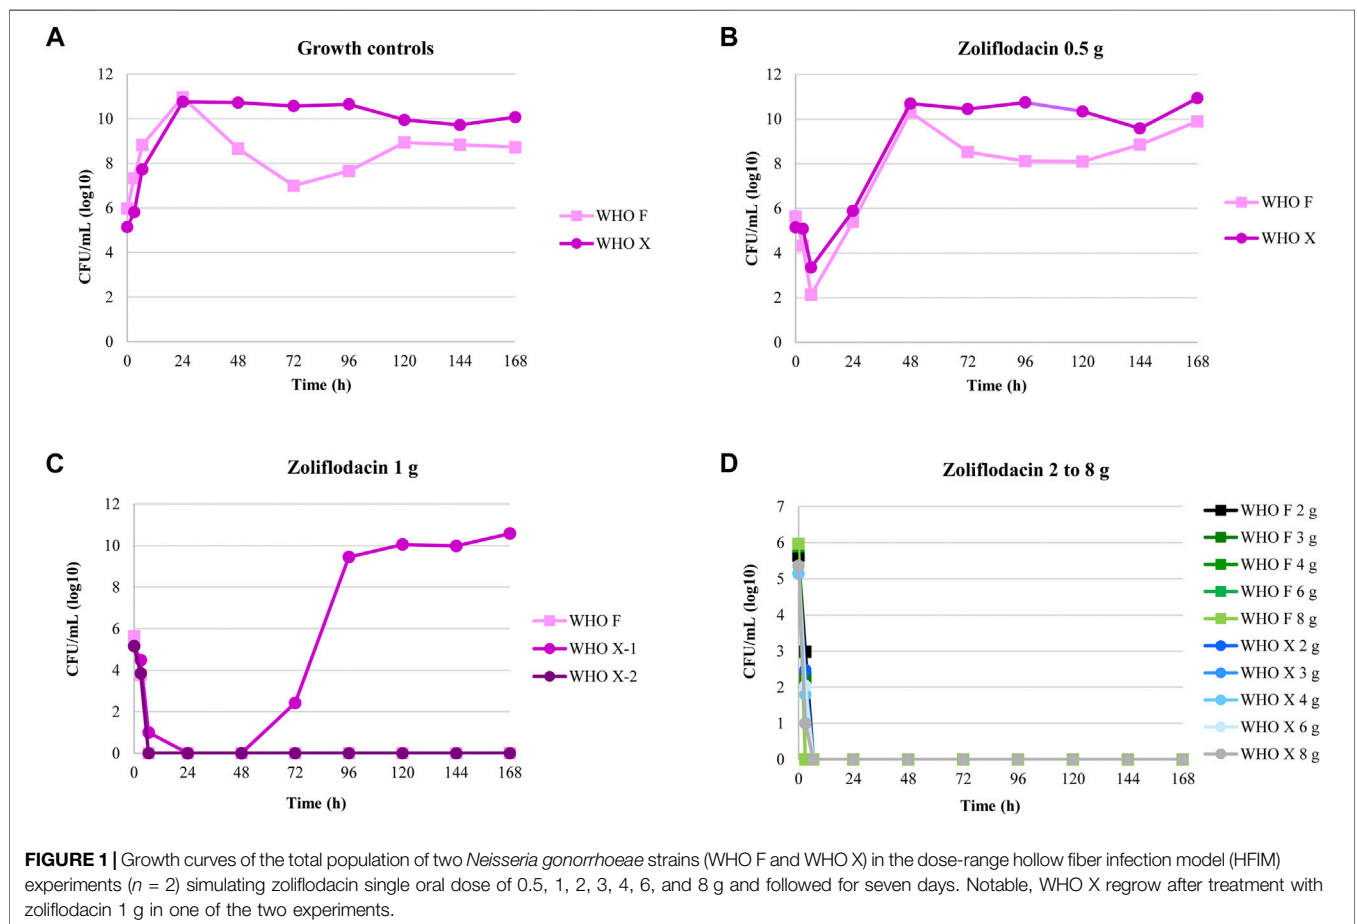 A
Growth controls
12
10
8
6
4
2
0
CFU/mL (log10)
0 24 48 72 96 120 144 168
Time (h)
WHO F
WHO X
B
Zoliflodacin 0.5 g
12
10
8
6
4
2
0
CFU/mL (log10)
0 24 48 72 96 120 144 168
Time (h)
WHO F
WHO X
C
Zoliflodacin 1 g
12
10
8
6
4
2
0
CFU/mL (log10)
0 24 48 72 96 120 144 168
Time (h)
WHO F
WHO X-1
WHO X-2
D
Zoliflodacin 2 to 8 g
7
6
5
4
3
2
1
0
CFU/mL (log10)
0 24 48 72 96 120 144 168
Time (h)
WHO F 2 g
WHO F 3 g
WHO F 4 g
WHO F 6 g
WHO F 8 g
WHO X 2 g
WHO X 3 g
WHO X 4 g
WHO X 6 g
WHO X 8 g
FIGURE 1 | Growth curves of the total population of two Neisseria gonorrhoeae strains (WHO F and WHO X) in the dose-range hollow fiber infection model (HFIM)
experiments (n = 2) simulating zoliflodacin single oral dose of 0.5, 1, 2, 3, 4, 6, and 8 g and followed for seven days. Notable, WHO X regrow after treatment with
zoliflodacin 1 g in one of the two experiments.